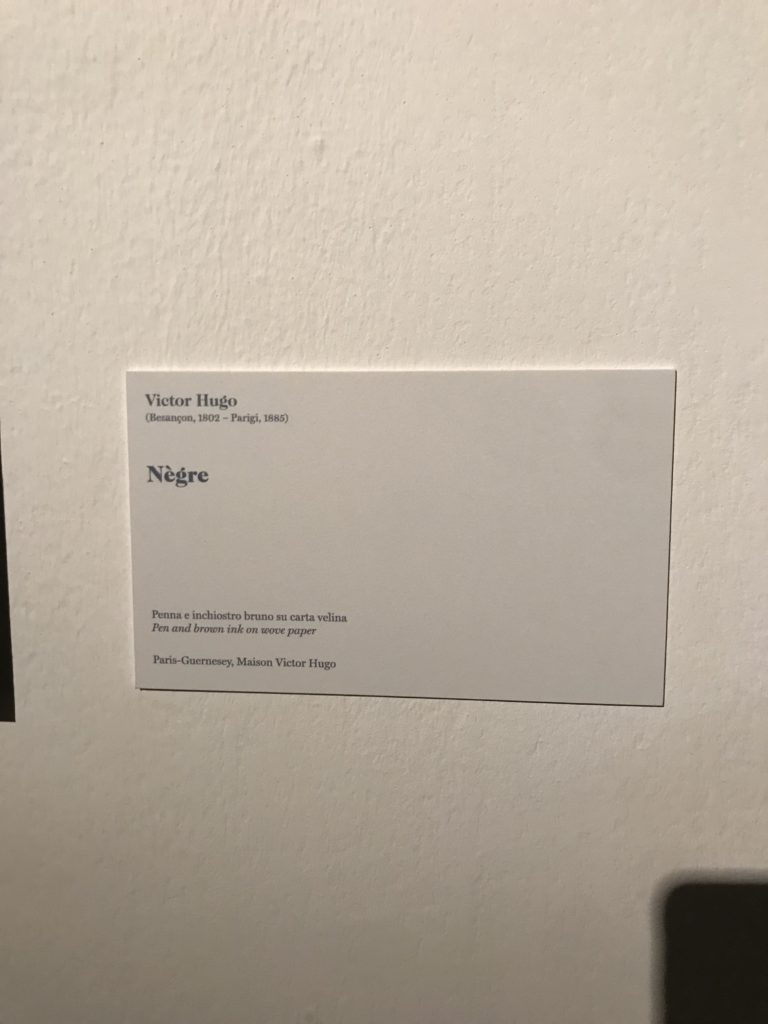 Victor Hugo
(Besançon, 1802 – Parigi, 1885)
Nègre
Penna e inchiostro bruno su carta velina
Pen and brown ink on wove paper
Paris-Guernesey, Maison Victor Hugo